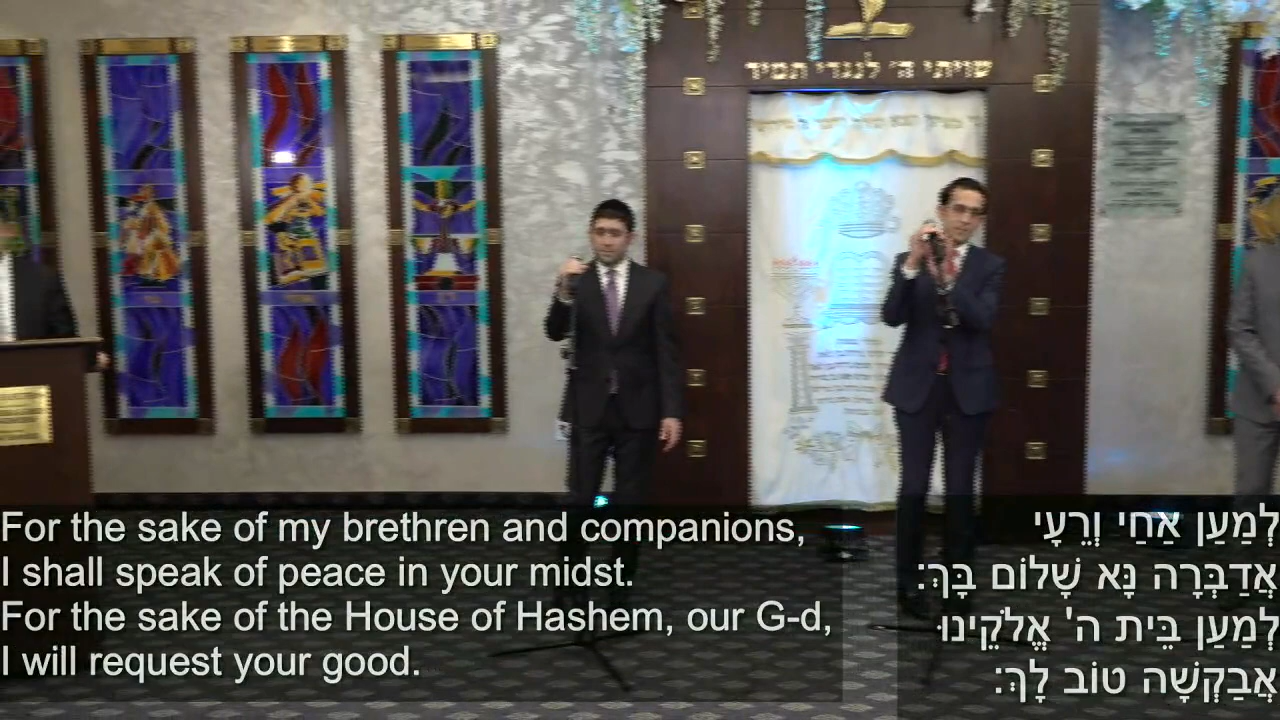 שויתי ה' לנגדי תמיד
For the sake of my brethren and companions,
I shall speak of peace in your midst.
For the sake of the House of Hashem, our G-d,
I will request your good.
לְמַעַן אַחַי וְרֵעָי
אֲדַבְּרָה נָּא שָׁלוֹם בָּךְ:
לְמַעַן בֵּית ה' אֱלֹקֵינוּ
אֲבַקְשָׁה טוֹב לָךְ: